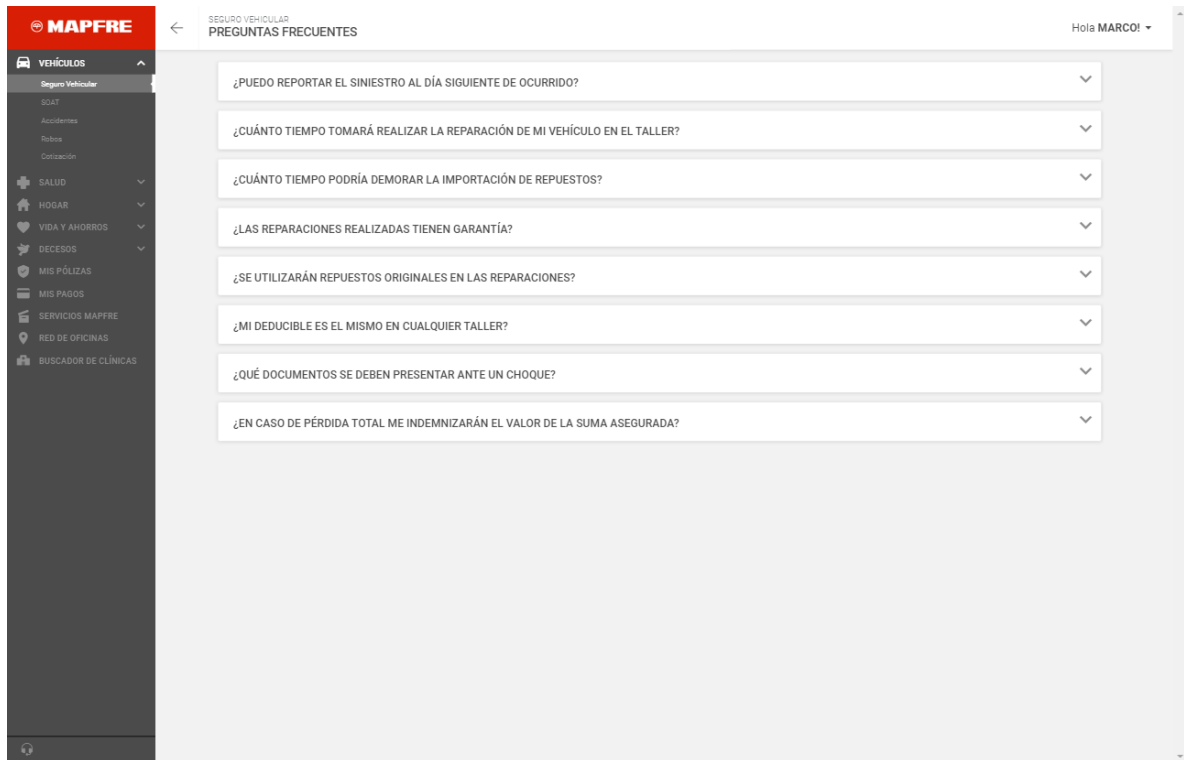 MAPFRE
SEGURO VEHICULAR
PREGUNTAS FRECUENTES
Hola MARCO!
VEHÍCULOS
Seguro Vehicular
SOAT
Accidentes
Robos
Cotización
SALUD
HOGAR
VIDA Y AHORROS
DECESOS
MIS PÓLIZAS
MIS PAGOS
SERVICIOS MAPFRE
RED DE OFICINAS
BUSCADOR DE CLÍNICAS
¿PUEDO REPORTAR EL SINIESTRO AL DÍA SIGUIENTE DE OCURRIDO?
¿CUÁNTO TIEMPO TOMARÁ REALIZAR LA REPARACIÓN DE MI VEHÍCULO EN EL TALLER?
¿CUÁNTO TIEMPO PODRÍA DEMORAR LA IMPORTACIÓN DE REPUESTOS?
¿LAS REPARACIONES REALIZADAS TIENEN GARANTÍA?
¿SE UTILIZARÁN REPUESTOS ORIGINALES EN LAS REPARACIONES?
¿MI DEDUCIBLE ES EL MISMO EN CUALQUIER TALLER?
¿QUÉ DOCUMENTOS SE DEBEN PRESENTAR ANTE UN CHOQUE?
¿EN CASO DE PÉRDIDA TOTAL ME INDEMNIZARÁN EL VALOR DE LA SUMA ASEGURADA?